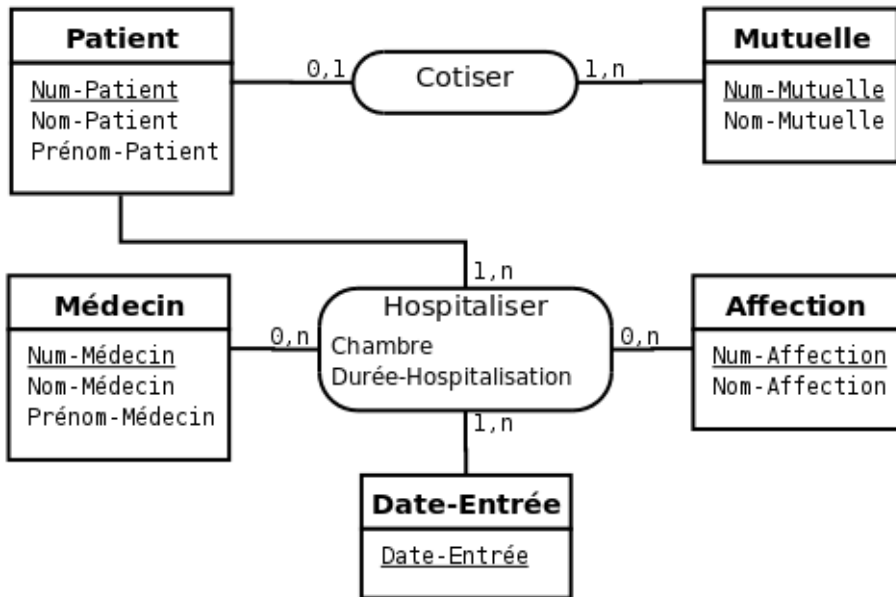 Patient
Num-Patient
Nom-Patient
Prénom-Patient
0,1
Cotiser
1,n
Mutuelle
Num-Mutuelle
Nom-Mutuelle
1,n
Médecin
Num-Médecin
Nom-Médecin
Prénom-Médecin
0,n
Hospitaliser
Chambre
Durée-Hospitalisation
0,n
Affection
Num-Affection
Nom-Affection
1,n
Date-Entrée
Date-Entrée